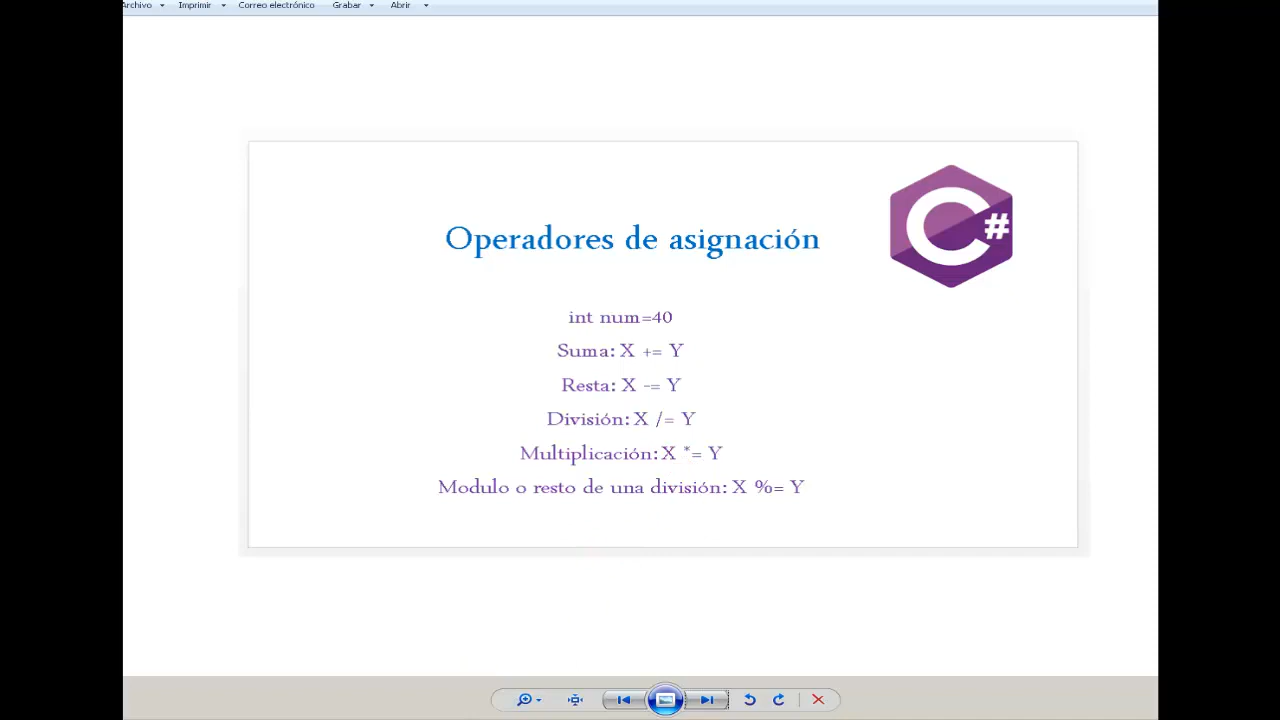 Archivo Imprimir Correo electrónico Grabar Abrir
C#
Operadores de asignación
int num=40
Suma: X += Y
Resta: X -= Y
División: X /= Y
Multiplicación: X *= Y
Modulo o resto de una división: X %= Y